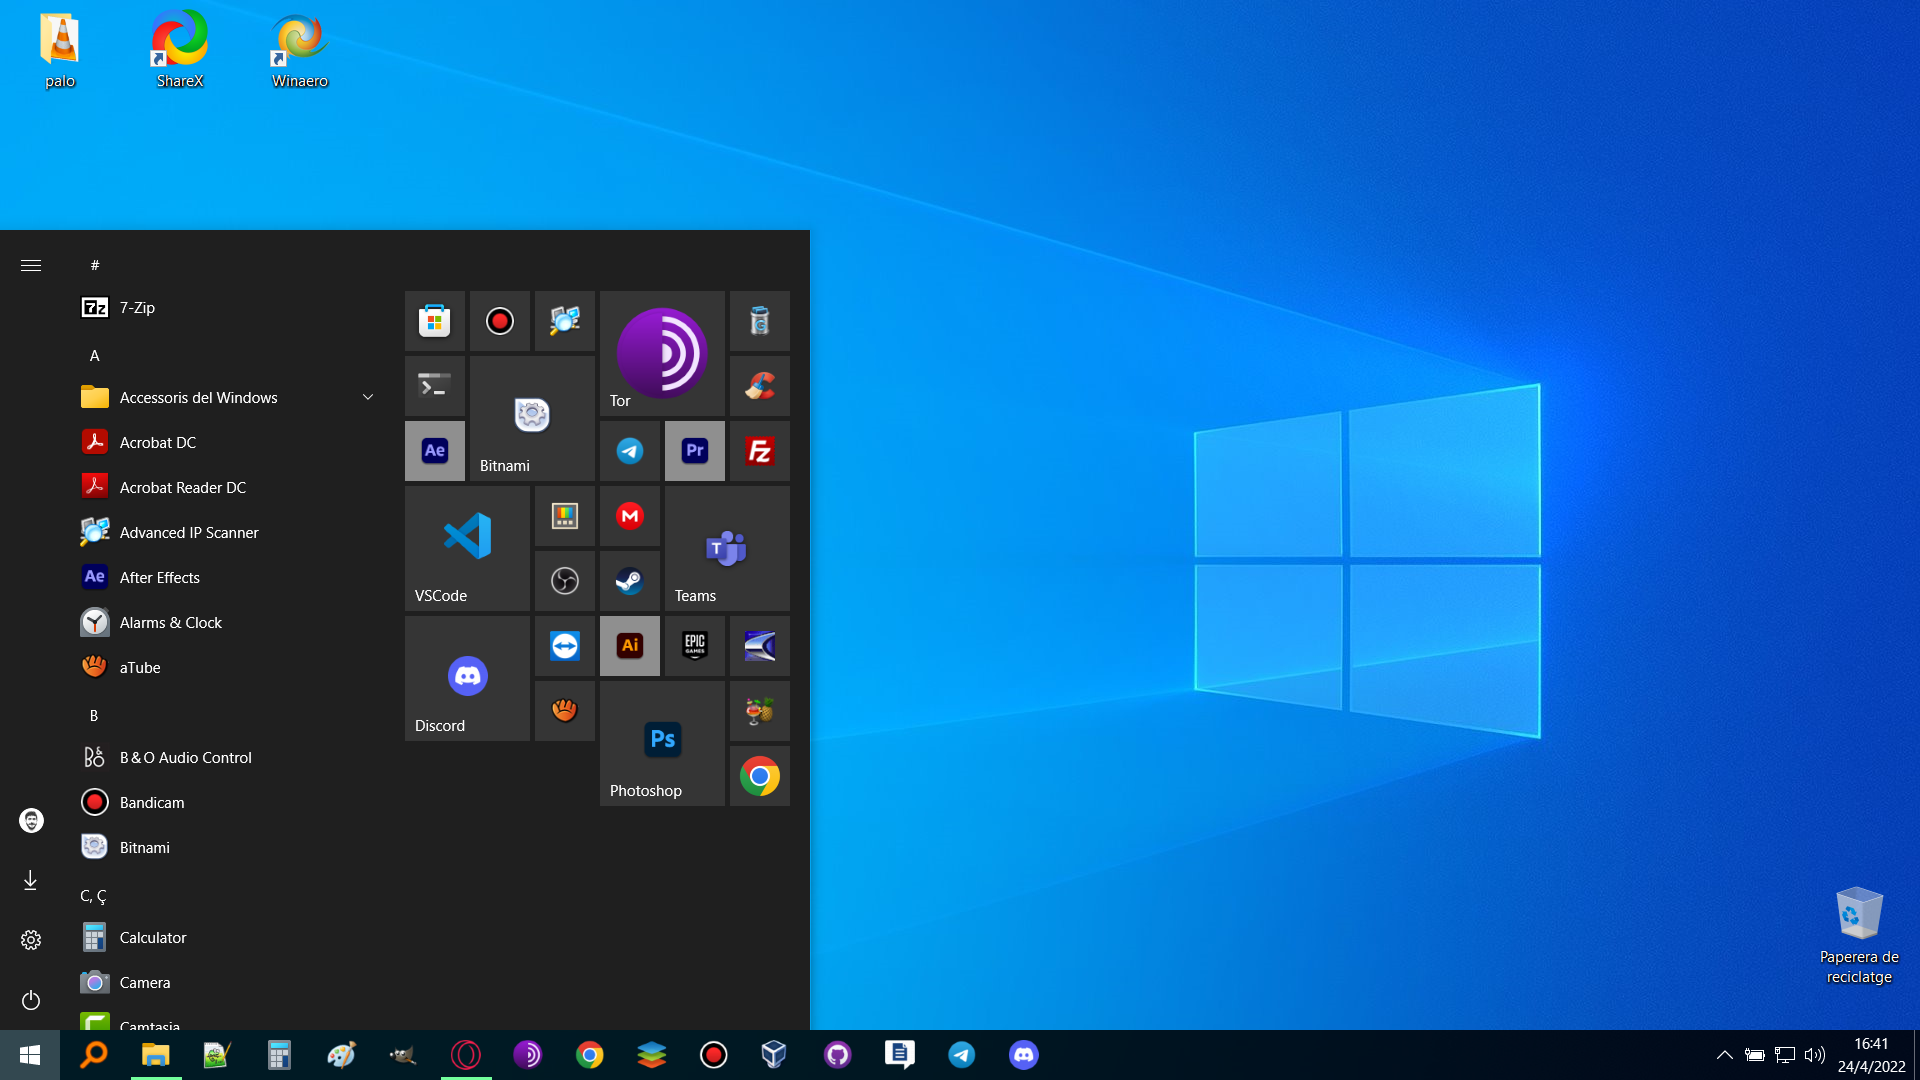 palo
ShareX
Winaero
#
7-Zip
A
Accessoris del Windows
Acrobat DC
Acrobat Reader DC
Advanced IP Scanner
Ae
After Effects
Alarms & Clock
aTube
B
B&O Audio Control
Bandicam
Bitnami
C, Ç
Calculator
Camera
Camtasia
Tor
Ae
Bitnami
Pr
FZ
VSCode
M
T
Teams
Discord
Ai
EPIC
GAMES
Ps
Photoshop
Paperera de
reciclatge
16:41
24/4/2022